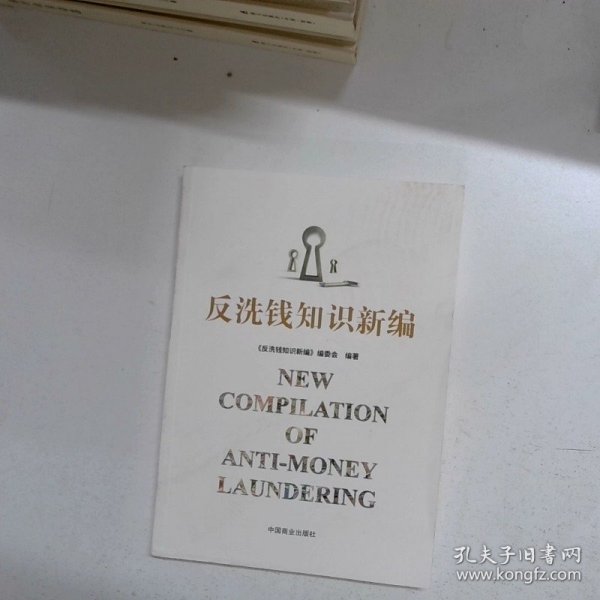 反洗钱知识新编
《反洗钱知识新编》编委会 编著
NEW
COMPILATION
OF
ANTI-MONEY
LAUNDERING
中国商业出版社
孔夫子旧书网
www.kongfz.com